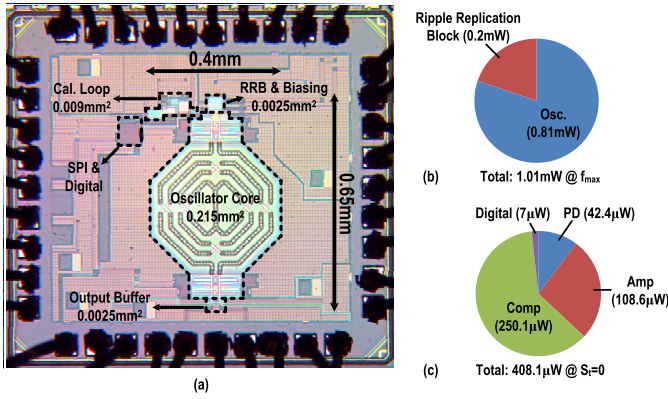 0.4mm
Cal. Loop
0.009mm²
RRB & Biasing
0.0025mm²
SPI &
Digital
Oscillator Core
0.215mm²
0.65mm
Output Buffer
0.0025mm²
(a)
Ripple Replication
Block (0.2mW)
Osc.
(0.81mW)
(b) Total: 1.01mW @ fmax
Digital (7μW)
PD (42.4μW)
Amp
(108.6μW)
Comp
(250.1μW)
(c) Total: 408.1μW @ St=0